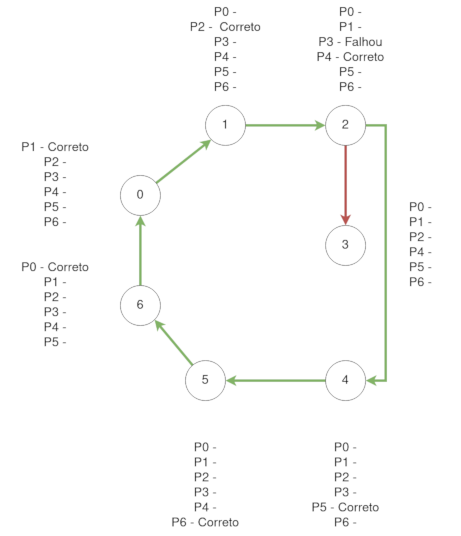 P0 -
P2 - Correto
P3 -
P4 -
P5 -
P6 -
P0 -
P1 -
P3 - Falhou
P4 - Correto
P5 -
P6 -
1
2
P1 - Correto
P2 -
P3 -
P4 -
P5 -
P6 -
0
3
P0 -
P1 -
P2 -
P4 -
P5 -
P6 -
P0 - Correto
P1 -
P2 -
P3 -
P4 -
P5 -
6
5
4
P0 -
P1 -
P2 -
P3 -
P4 -
P6 - Correto
P0 -
P1 -
P2 -
P3 -
P5 - Correto
P6 -